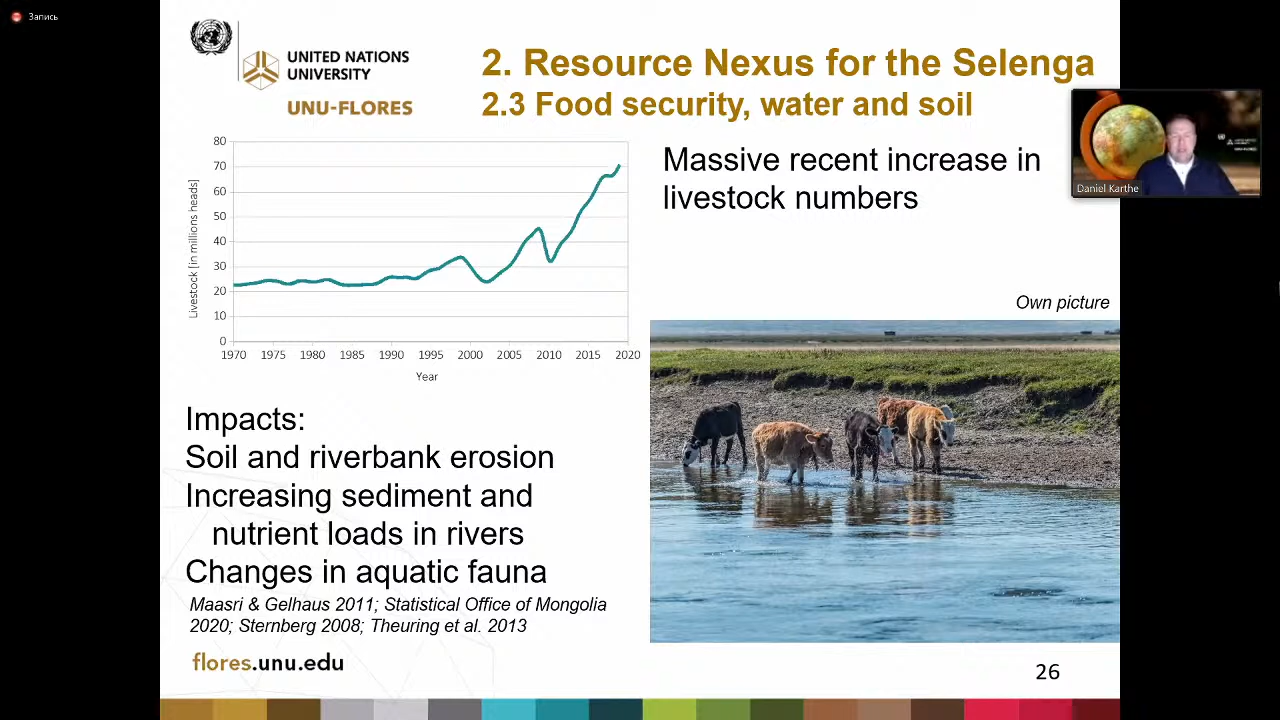 Запись
UNITED NATIONS
UNIVERSITY
UNU-FLORES
2. Resource Nexus for the Selenga
2.3 Food security, water and soil
Livestock [in millions heads]
80
70
60
50
40
30
20
10
0
1970 1975 1980 1985 1990 1995 2000 2005 2010 2015 2020
Year
Massive recent increase in
livestock numbers
Daniel Karthe
Own picture
Impacts:
Soil and riverbank erosion
Increasing sediment and
nutrient loads in rivers
Changes in aquatic fauna
Maasri & Gelhaus 2011; Statistical Office of Mongolia
2020; Sternberg 2008; Theuring et al. 2013
flores.unu.edu
26